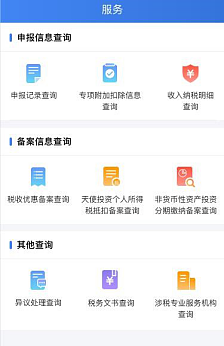 服务
申报信息查询
申报记录查询
专项附加扣除信息
查询
收入纳税明细
查询
备案信息查询
税收优惠备案查询
天使投资个人所得
税抵扣备案查询
非货币性资产投资
分期缴纳备案查询
其他查询
异议处理查询
税务文书查询
涉税专业服务机构
查询